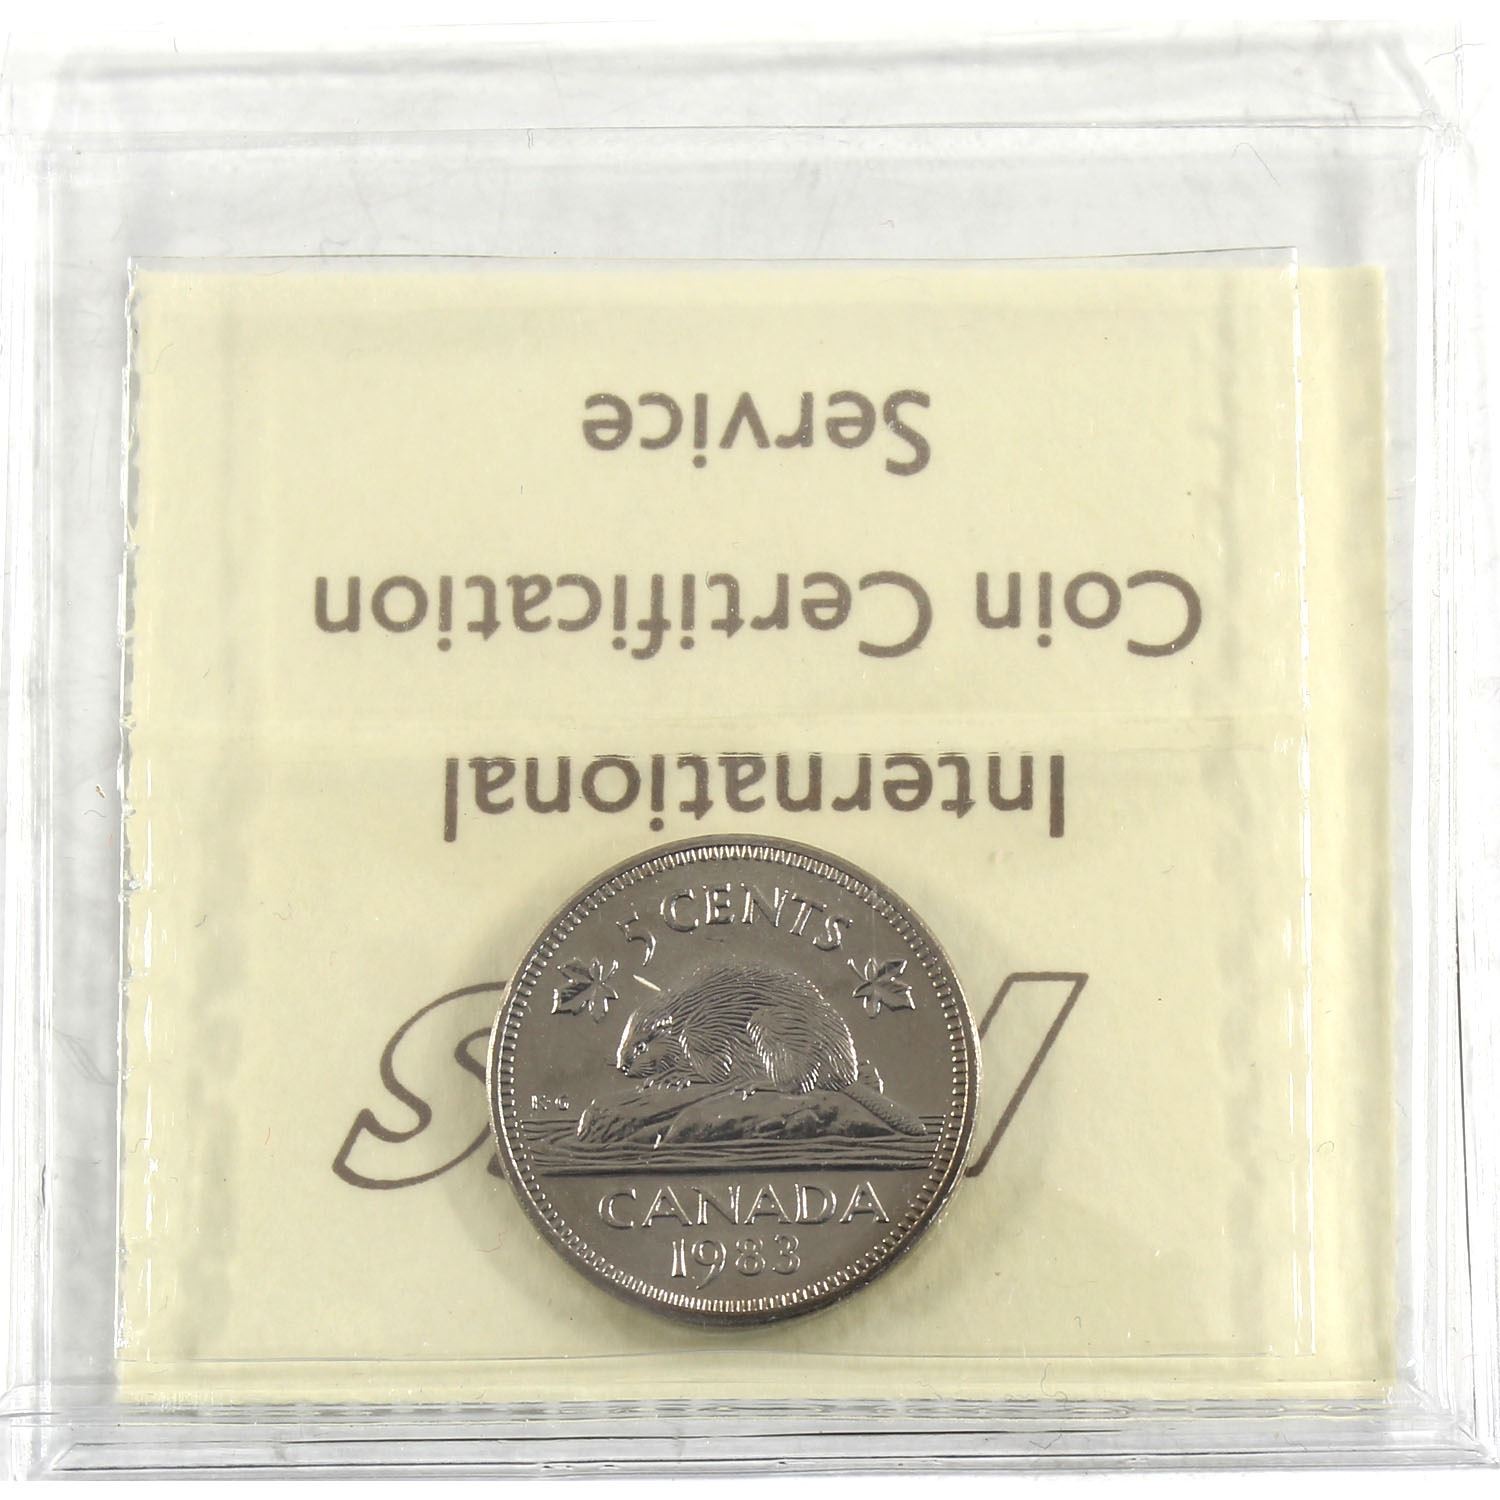 International
Coin Certification
Service
5 CENTS
K·G
CANADA
1983